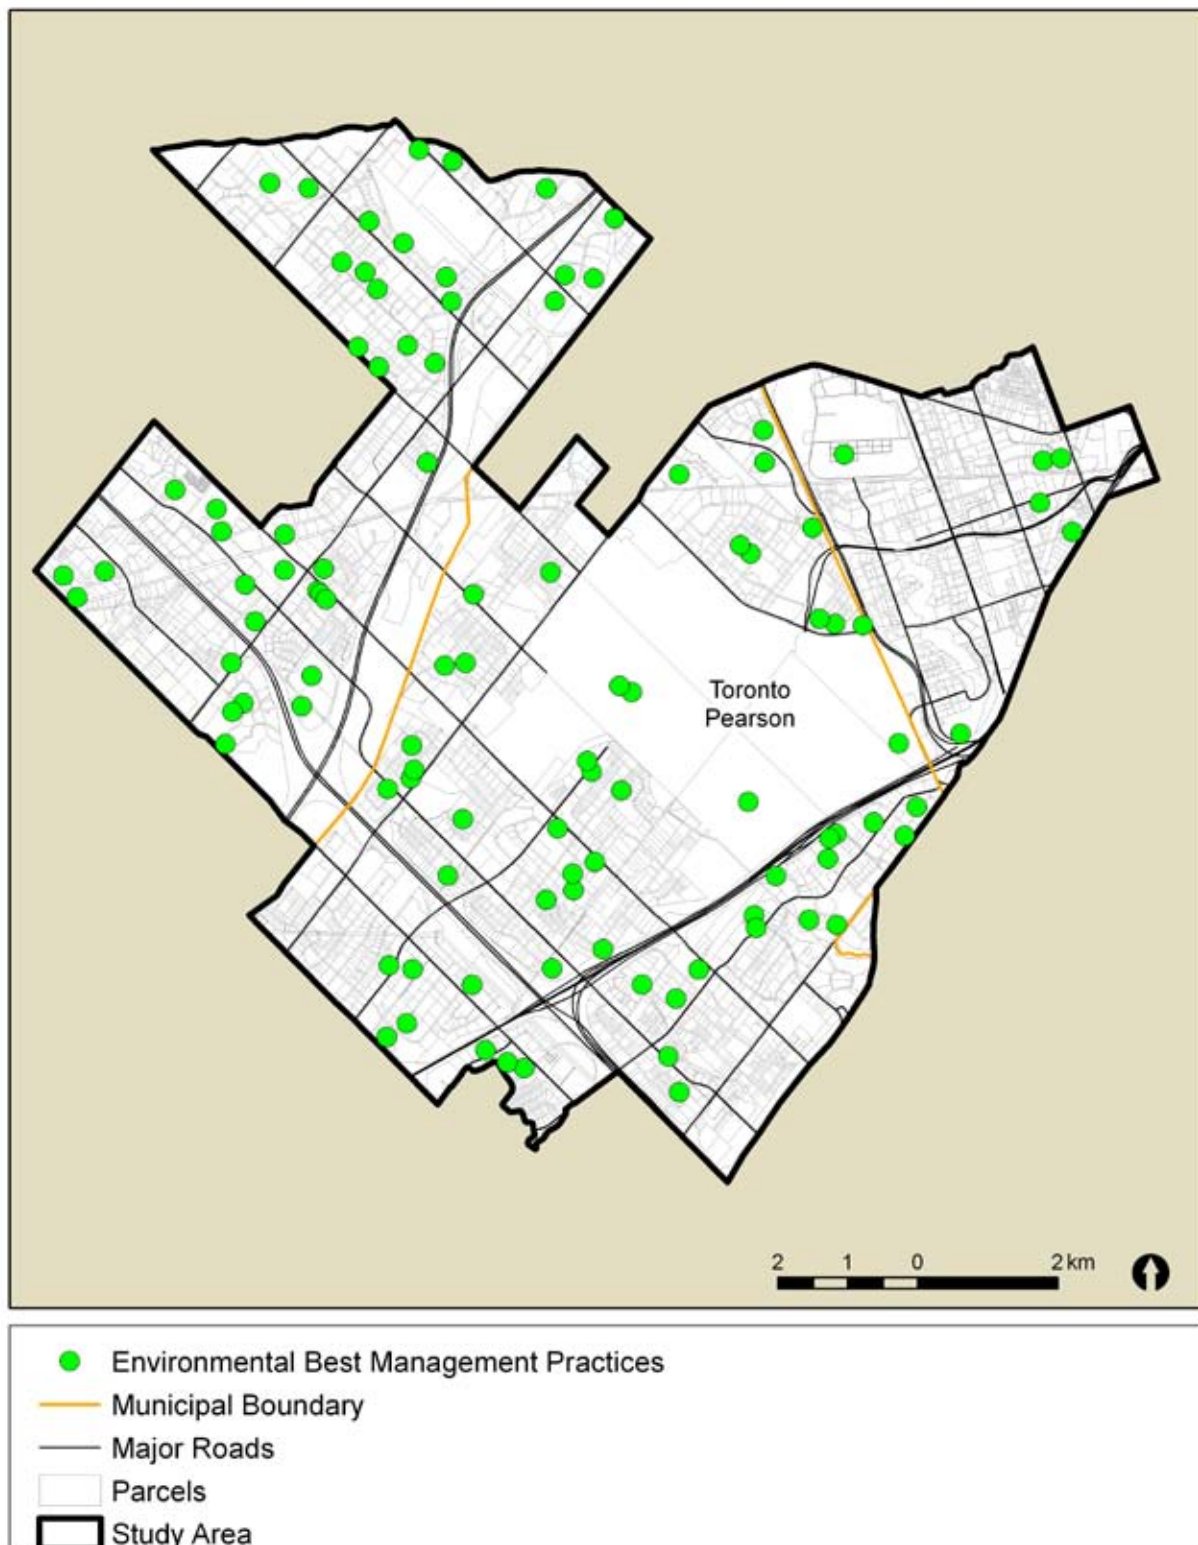 Toronto
Pearson
2 1 0 2 km
Environmental Best Management Practices
Municipal Boundary
Major Roads
Parcels
Study Area